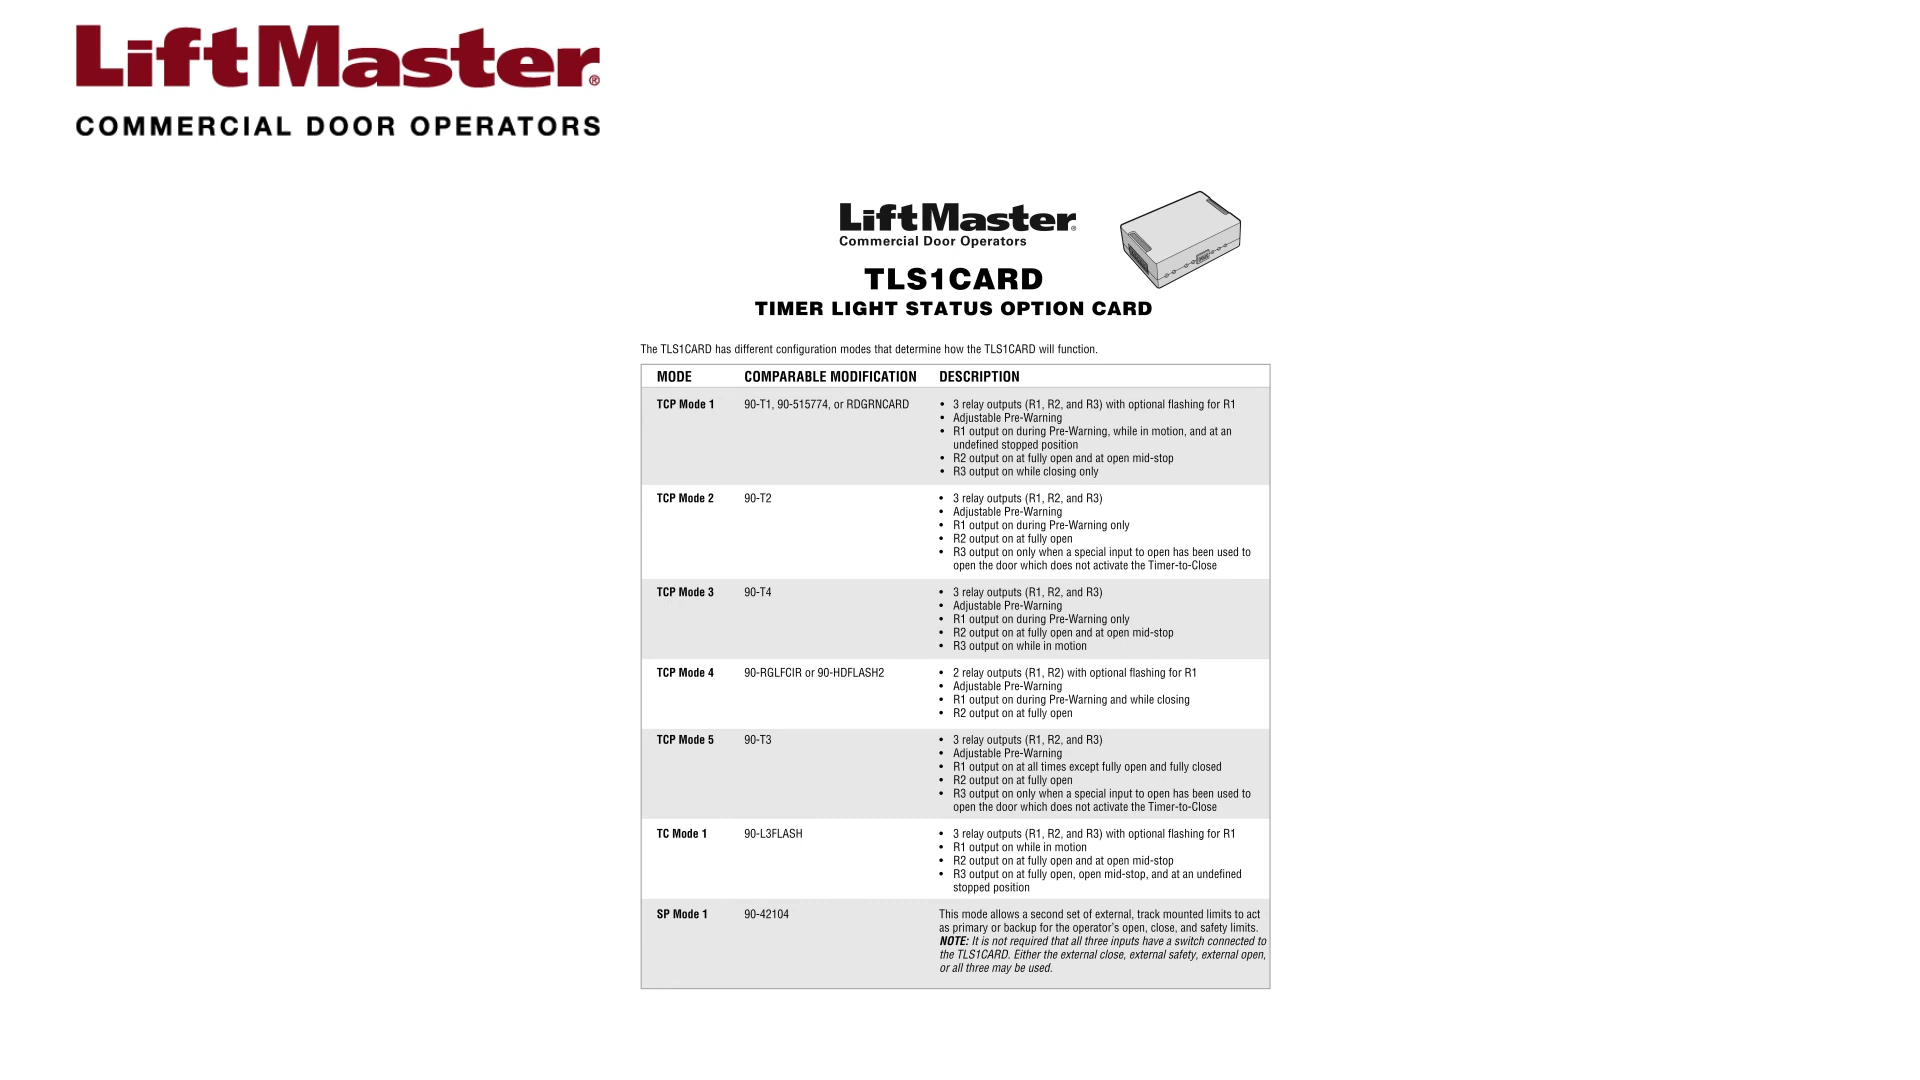 LiftMaster®
COMMERCIAL DOOR OPERATORS
LiftMaster®
Commercial Door Operators
TLS1CARD
TIMER LIGHT STATUS OPTION CARD
The TLS1CARD has different configuration modes that determine how the TLS1CARD will function.
MODE COMPARABLE MODIFICATION DESCRIPTION
TCP Mode 1 90-T1, 90-515774, or RDGRNCARD • 3 relay outputs (R1, R2, and R3) with optional flashing for R1
• Adjustable Pre-Warning
• R1 output on during Pre-Warning, while in motion, and at an
undefined stopped position
• R2 output on at fully open and at open mid-stop
• R3 output on while closing only
TCP Mode 2 90-T2 • 3 relay outputs (R1, R2, and R3)
• Adjustable Pre-Warning
• R1 output on during Pre-Warning only
• R2 output on at fully open
• R3 output on only when a special input to open has been used to
open the door which does not activate the Timer-to-Close
TCP Mode 3 90-T4 • 3 relay outputs (R1, R2, and R3)
• Adjustable Pre-Warning
• R1 output on during Pre-Warning only
• R2 output on at fully open and at open mid-stop
• R3 output on while in motion
TCP Mode 4 90-RGLFCIR or 90-HDFLASH2 • 2 relay outputs (R1, R2) with optional flashing for R1
• Adjustable Pre-Warning
• R1 output on during Pre-Warning and while closing
• R2 output on at fully open
TCP Mode 5 90-T3 • 3 relay outputs (R1, R2, and R3)
• Adjustable Pre-Warning
• R1 output on at all times except fully open and fully closed
• R2 output on at fully open
• R3 output on only when a special input to open has been used to
open the door which does not activate the Timer-to-Close
TC Mode 1 90-L3FLASH • 3 relay outputs (R1, R2, and R3) with optional flashing for R1
• R1 output on while in motion
• R2 output on at fully open and at open mid-stop
• R3 output on at fully open, open mid-stop, and at an undefined
stopped position
SP Mode 1 90-42104 This mode allows a second set of external, track mounted limits to act
as primary or backup for the operator's open, close, and safety limits.
NOTE: It is not required that all three inputs have a switch connected to
the TLS1CARD. Either the external close, external safety, external open,
or all three may be used.